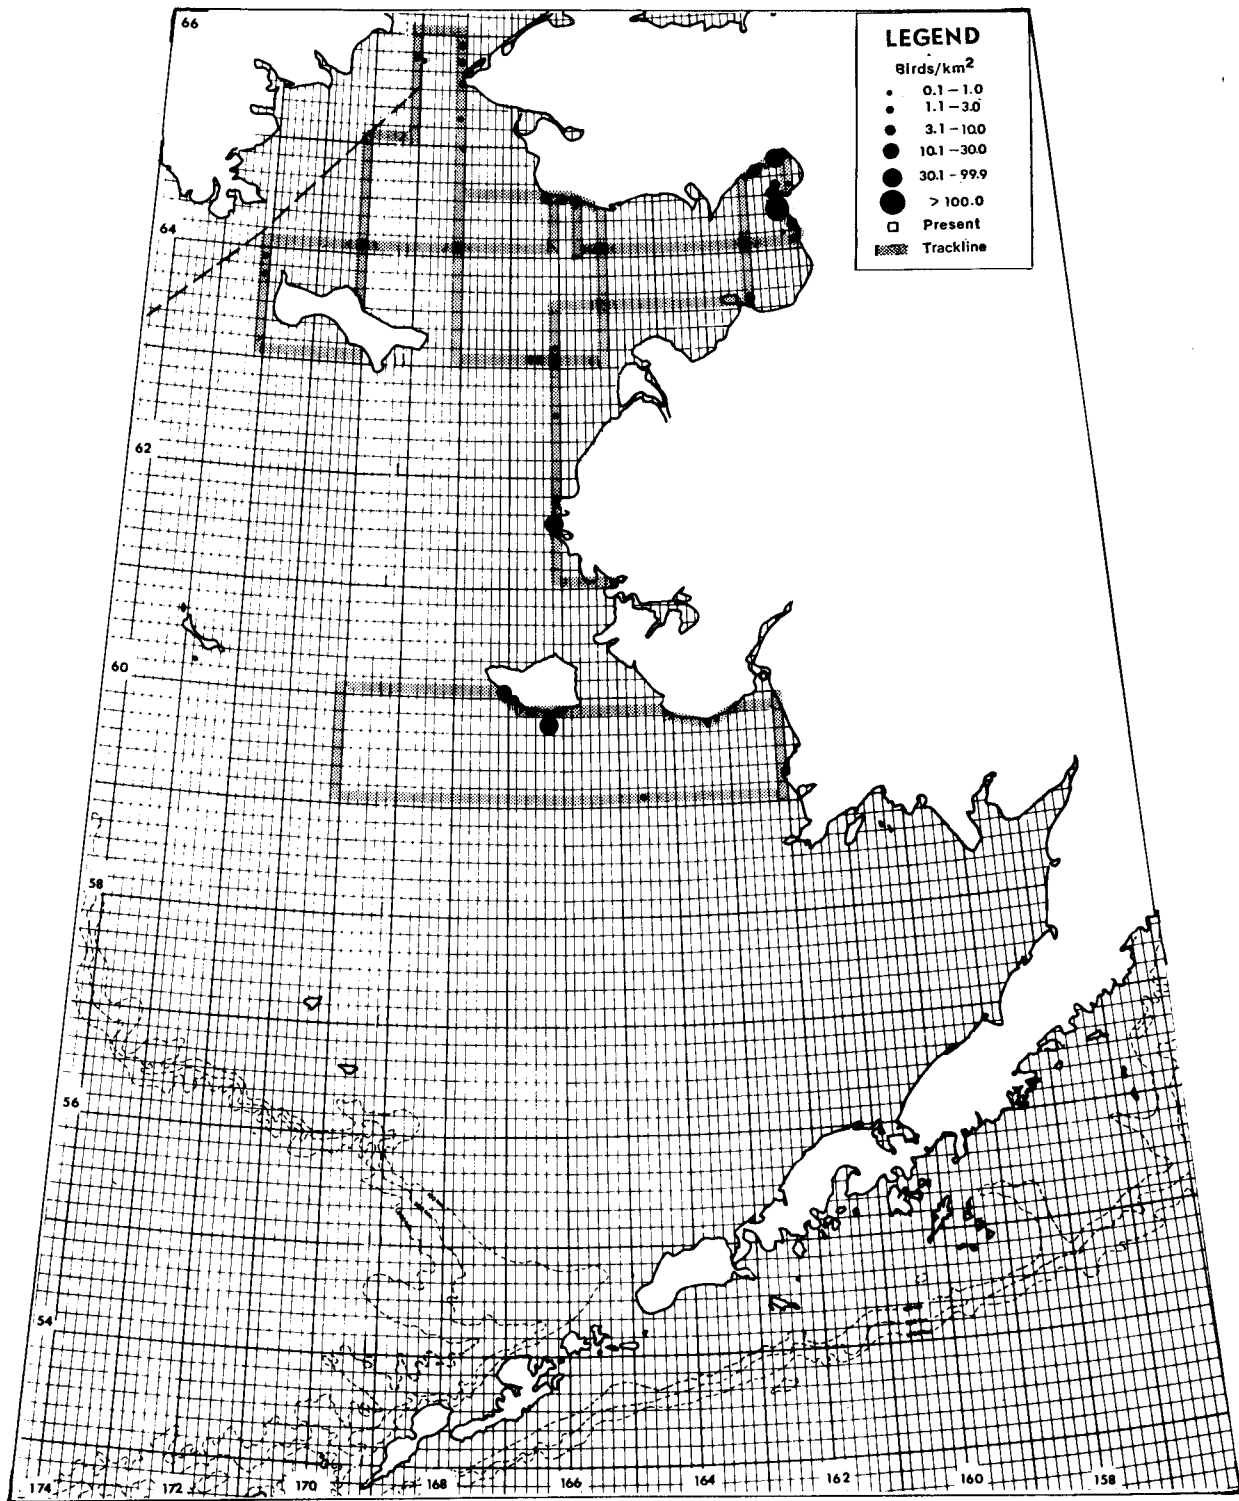 66
LEGEND
Birds/km²
0.1 – 1.0
1.1 – 3.0
3.1 – 10.0
10.1 – 30.0
30.1 – 99.9
> 100.0
Present
Trackline
64
62
60
58
56
54
174 172 170 168 166 164 162 160 158